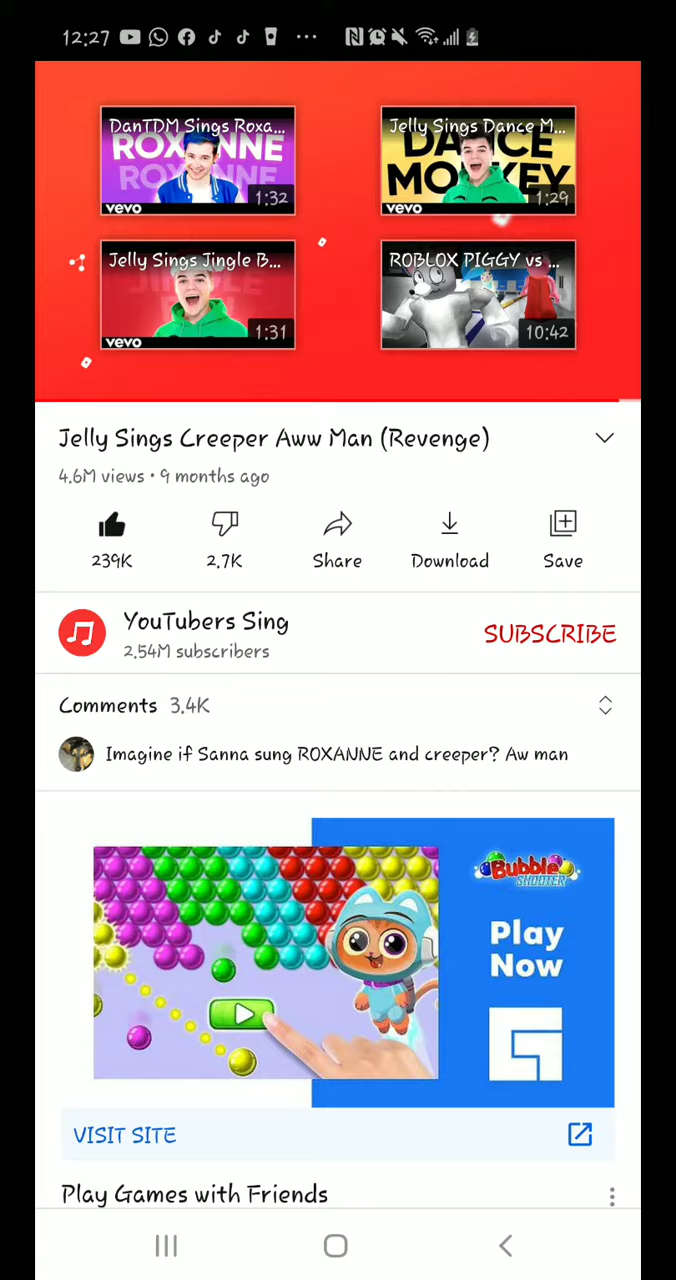 12:27
DanTDM Sings Roxa...
ROXANNE
ROXANNE
1:32
vevo
Jelly Sings Dance M...
DANCE
MONKEY
1:29
vevo
Jelly Sings Jingle B...
1:31
vevo
ROBLOX PIGGY vs ...
10:42
Jelly Sings Creeper Aww Man (Revenge)
4.6M views • 9 months ago
239K
2.7K
Share
Download
Save
YouTubers Sing
2.54M subscribers
SUBSCRIBE
Comments 3.4K
Imagine if Sanna sung ROXANNE and creeper? Aw man
Bubble
SHOOTER
Play
Now
VISIT SITE
Play Games with Friends